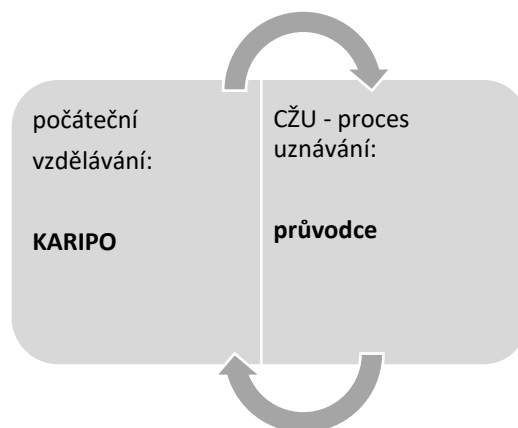 počáteční
vzdělávání:
KARIPO
CŽU - proces
uznávání:
průvodce